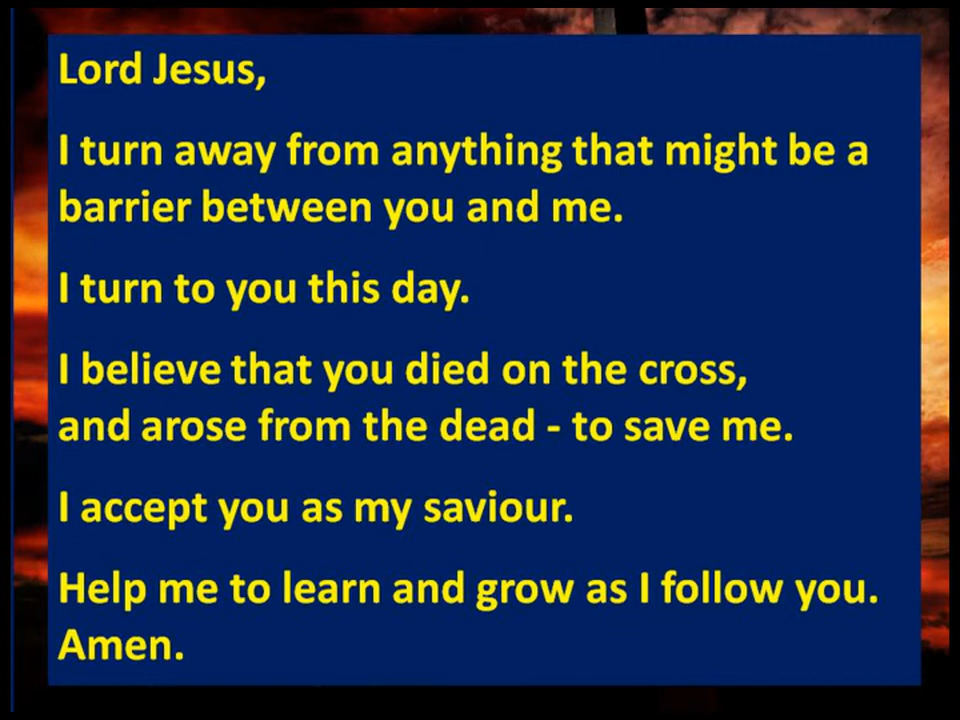 Lord Jesus,
I turn away from anything that might be a
barrier between you and me.
I turn to you this day.
I believe that you died on the cross,
and arose from the dead - to save me.
I accept you as my saviour.
Help me to learn and grow as I follow you.
Amen.